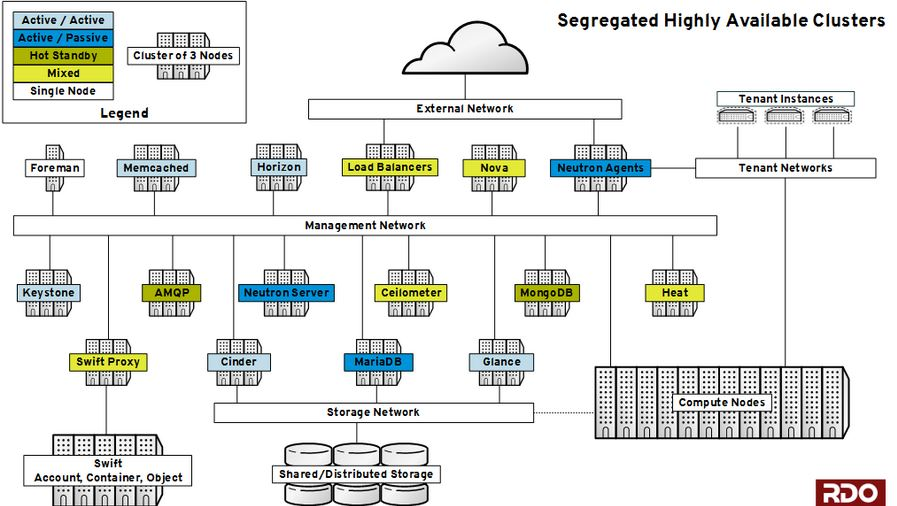 Segregated Highly Available Clusters
Active / Active
Active / Passive
Hot Standby
Mixed
Single Node
Cluster of 3 Nodes
Legend
External Network
Tenant Instances
Foreman
Memcached
Horizon
Load Balancers
Nova
Neutron Agents
Tenant Networks
Management Network
Keystone
AMQP
Neutron Server
Ceilometer
MongoDB
Heat
Swift Proxy
Cinder
MariaDB
Glance
Compute Nodes
Storage Network
Swift
Account, Container, Object
Shared/Distributed Storage
RDO